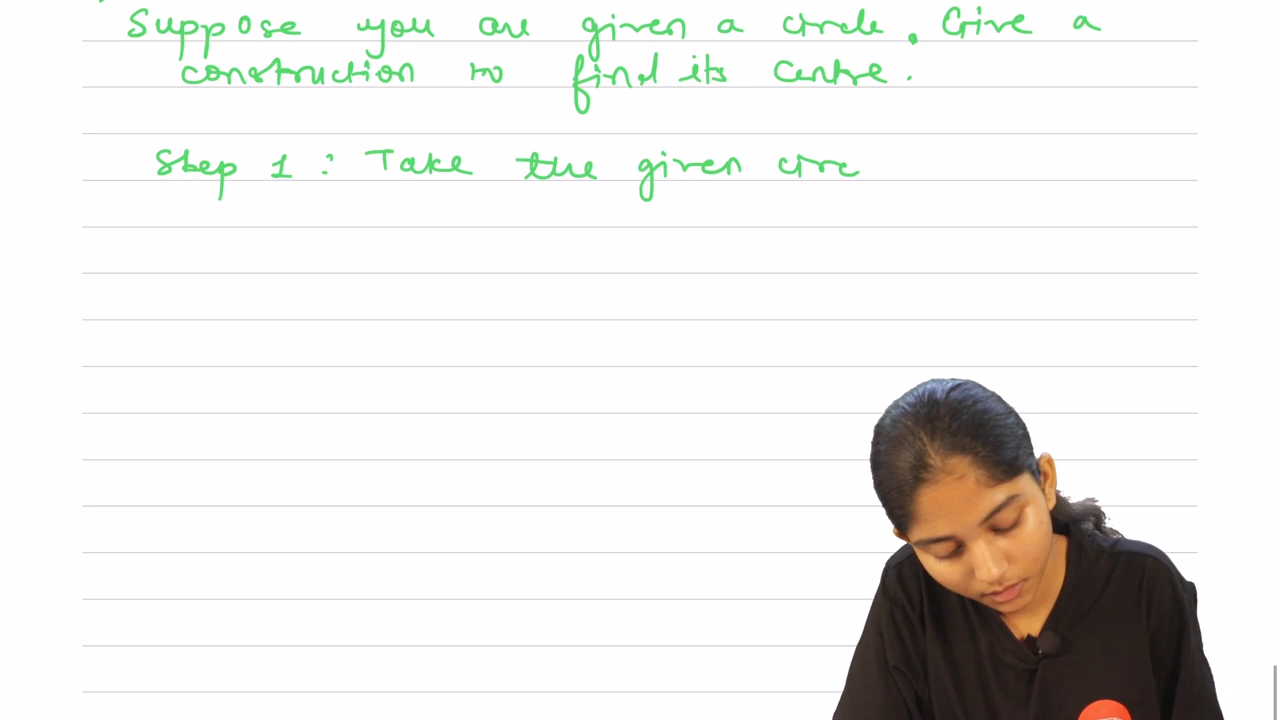 Suppose you are given a circle. Give a
construction to find its centre.
Step 1 : Take the given circ